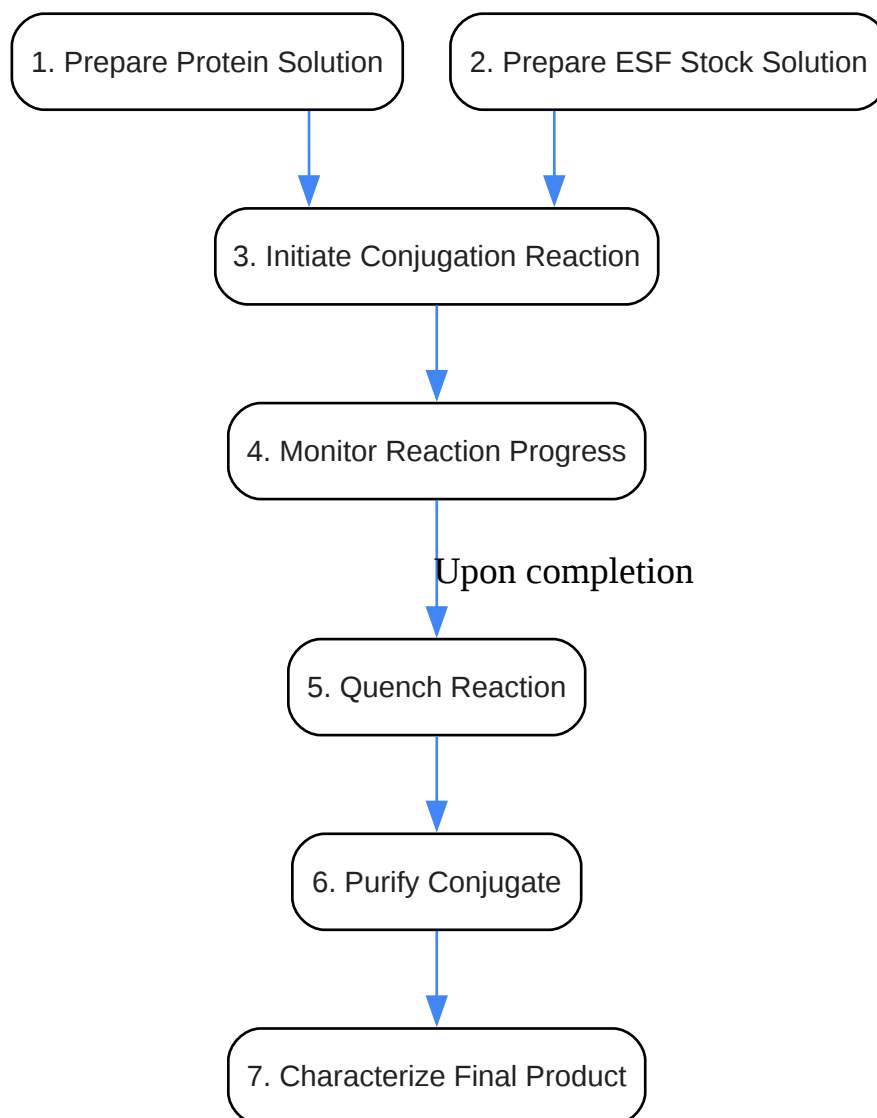 1. Prepare Protein Solution
2. Prepare ESF Stock Solution
3. Initiate Conjugation Reaction
4. Monitor Reaction Progress
Upon completion
5. Quench Reaction
6. Purify Conjugate
7. Characterize Final Product